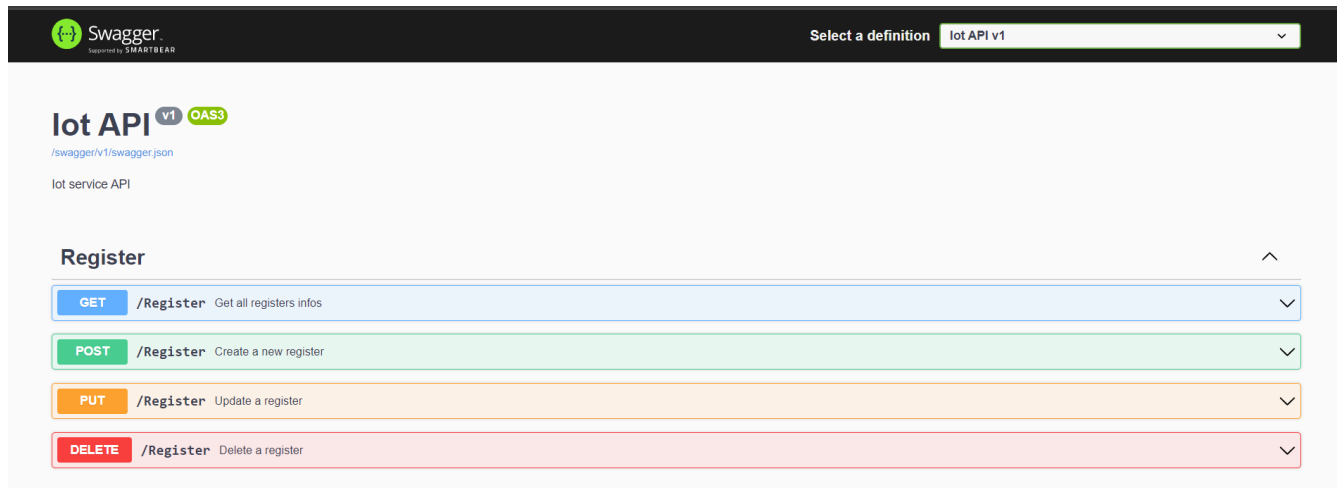 {··} Swagger.
Supported by SMARTBEAR
Select a definition Iot API v1
Iot API v1 OAS3
/swagger/v1/swagger.json
Iot service API
Register
GET /Register Get all registers infos
POST /Register Create a new register
PUT /Register Update a register
DELETE /Register Delete a register